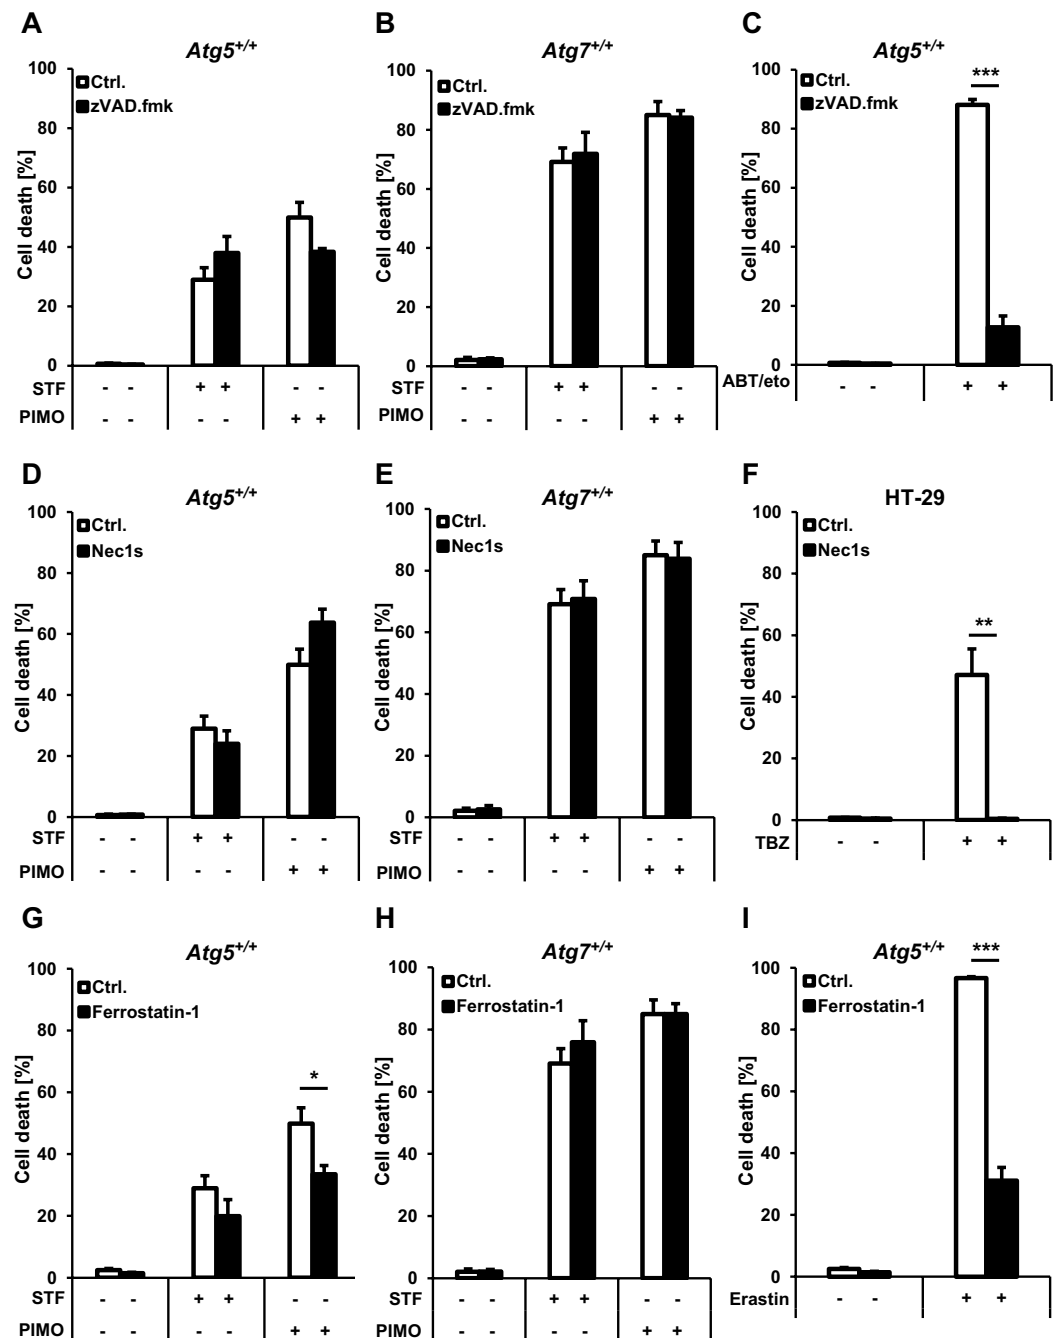 A
Atg5+/+
Ctrl.
zVAD.fmk
Cell death [%]
100
80
60
40
20
0
STF - - + + - -
PIMO - - - - + +
B
Atg7+/+
Ctrl.
zVAD.fmk
Cell death [%]
100
80
60
40
20
0
STF - - + + - -
PIMO - - - - + +
C
Atg5+/+
Ctrl.
zVAD.fmk
***
Cell death [%]
100
80
60
40
20
0
ABT/eto - - + +
D
Atg5+/+
Ctrl.
Nec1s
Cell death [%]
100
80
60
40
20
0
STF - - + + - -
PIMO - - - - + +
E
Atg7+/+
Ctrl.
Nec1s
Cell death [%]
100
80
60
40
20
0
STF - - + + - -
PIMO - - - - + +
F
HT-29
Ctrl.
Nec1s
**
Cell death [%]
100
80
60
40
20
0
TBZ - - + +
G
Atg5+/+
Ctrl.
Ferrostatin-1
*
Cell death [%]
100
80
60
40
20
0
STF - - + + - -
PIMO - - - - + +
H
Atg7+/+
Ctrl.
Ferrostatin-1
Cell death [%]
100
80
60
40
20
0
STF - - + + - -
PIMO - - - - + +
I
Atg5+/+
Ctrl.
Ferrostatin-1
***
Cell death [%]
100
80
60
40
20
0
Erastin - - + +